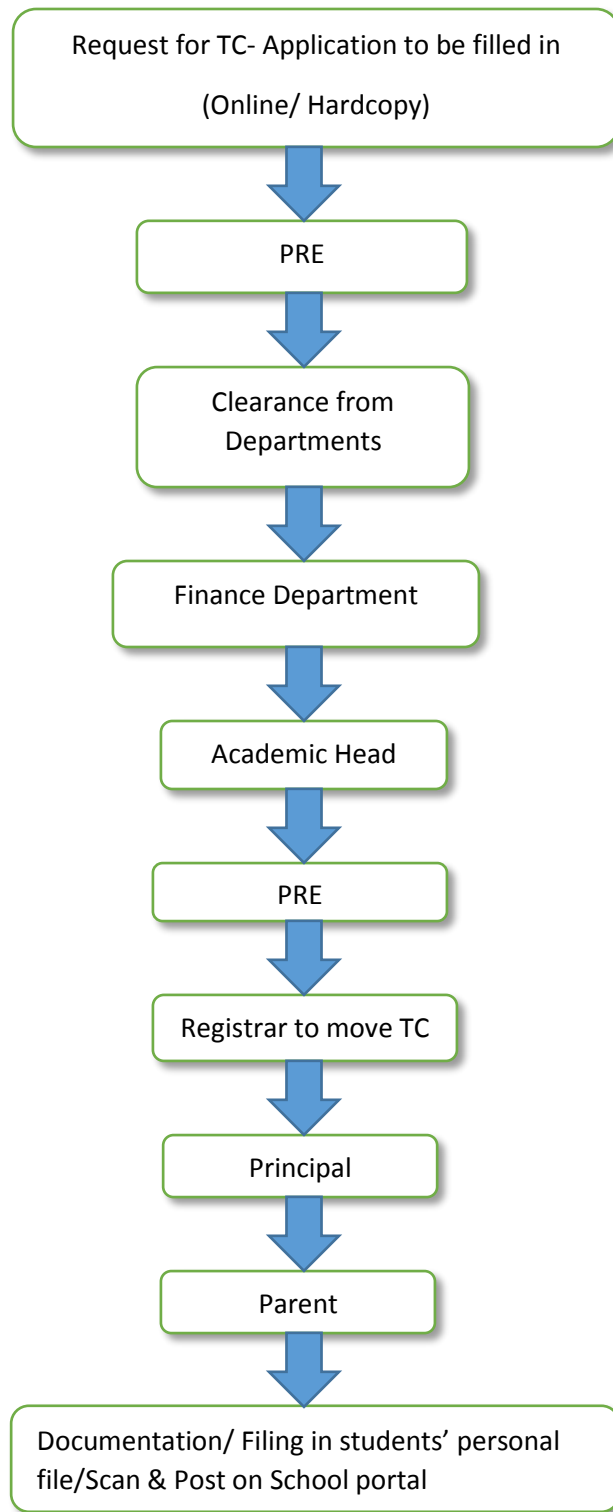 Request for TC- Application to be filled in
(Online/ Hardcopy)
PRE
Clearance from
Departments
Finance Department
Academic Head
PRE
Registrar to move TC
Principal
Parent
Documentation/ Filing in students’ personal
file/Scan & Post on School portal